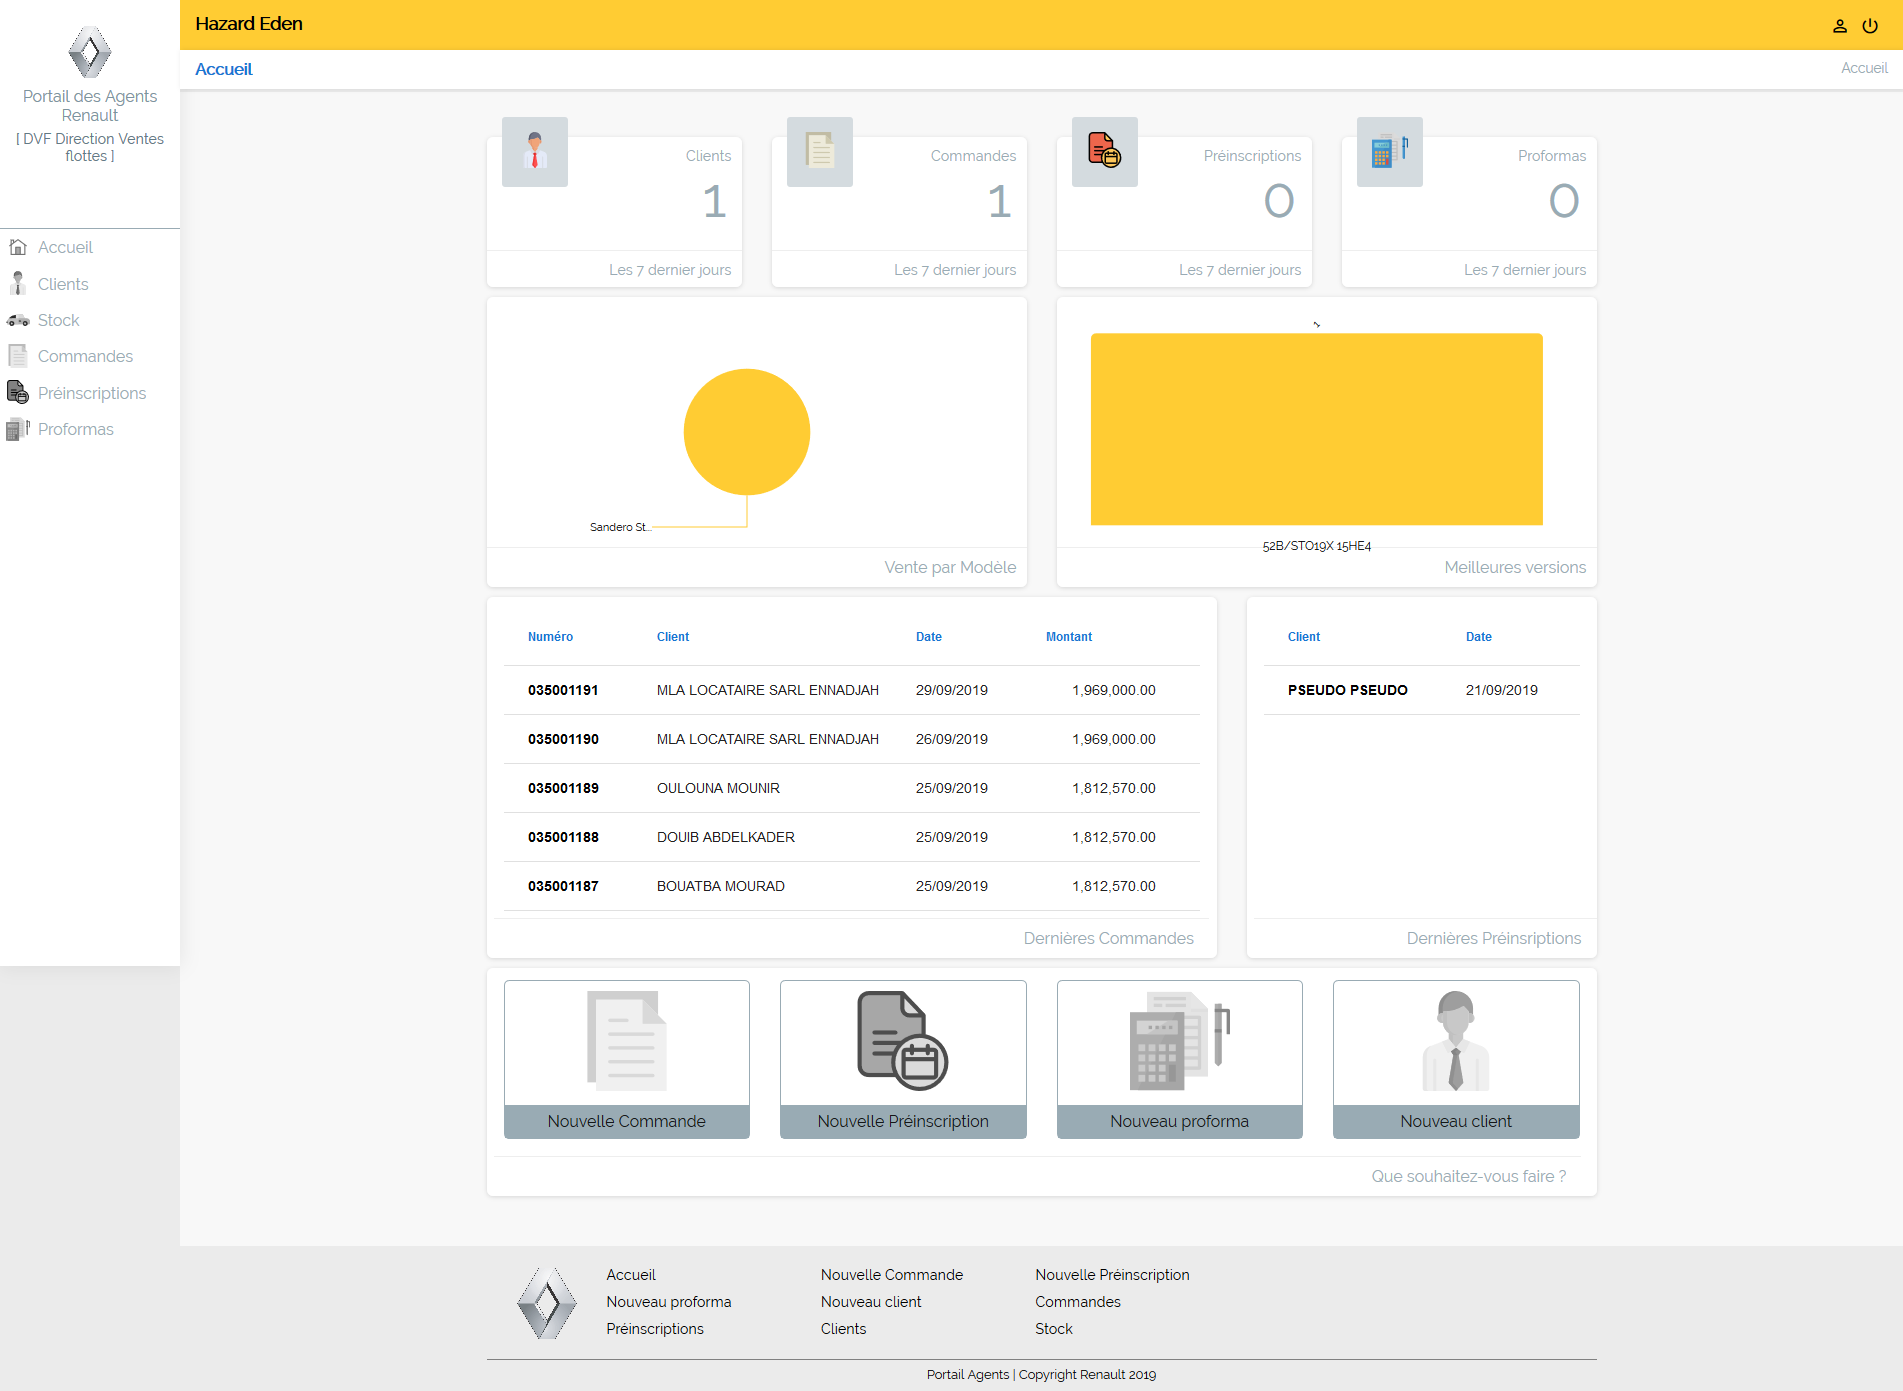 Hazard Eden
Accueil
Accueil
Portail des Agents
Renault
[ DVF Direction Ventes
flottes ]
Accueil
Clients
Stock
Commandes
Préinscriptions
Proformas
Clients
1
Les 7 dernier jours
Commandes
1
Les 7 dernier jours
Préinscriptions
0
Les 7 dernier jours
Proformas
0
Les 7 dernier jours
Sandero St...
Vente par Modèle
1
52B/STO19X 15HE4
Meilleures versions
Numéro Client Date Montant
035001191 MLA LOCATAIRE SARL ENNADJAH 29/09/2019 1,969,000.00
035001190 MLA LOCATAIRE SARL ENNADJAH 26/09/2019 1,969,000.00
035001189 OULOUNA MOUNIR 25/09/2019 1,812,570.00
035001188 DOUIB ABDELKADER 25/09/2019 1,812,570.00
035001187 BOUATBA MOURAD 25/09/2019 1,812,570.00
Dernières Commandes
Client Date
PSEUDO PSEUDO 21/09/2019
Dernières Préinsriptions
Nouvelle Commande
Nouvelle Préinscription
Nouveau proforma
Nouveau client
Que souhaitez-vous faire ?
Accueil Nouvelle Commande Nouvelle Préinscription
Nouveau proforma Nouveau client Commandes
Préinscriptions Clients Stock
Portail Agents | Copyright Renault 2019